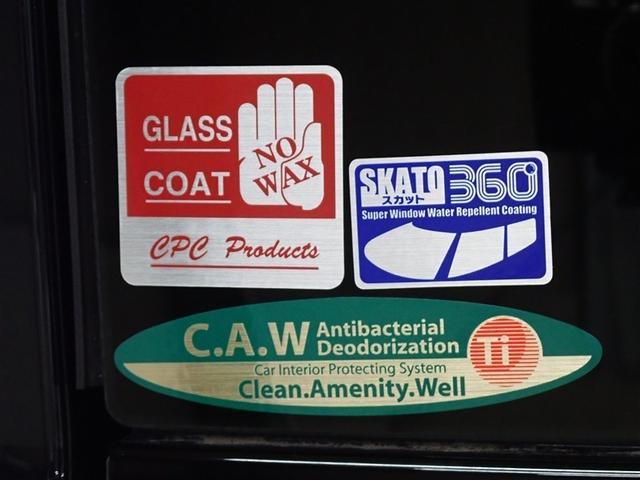 GLASS
COAT
NO
WAX
CPC Products
SKATO 360°
スカット
Super Window Water Repellent Coating
C.A.W Antibacterial
Deodorization
Ti
Car Interior Protecting System
Clean.Amenity.Well